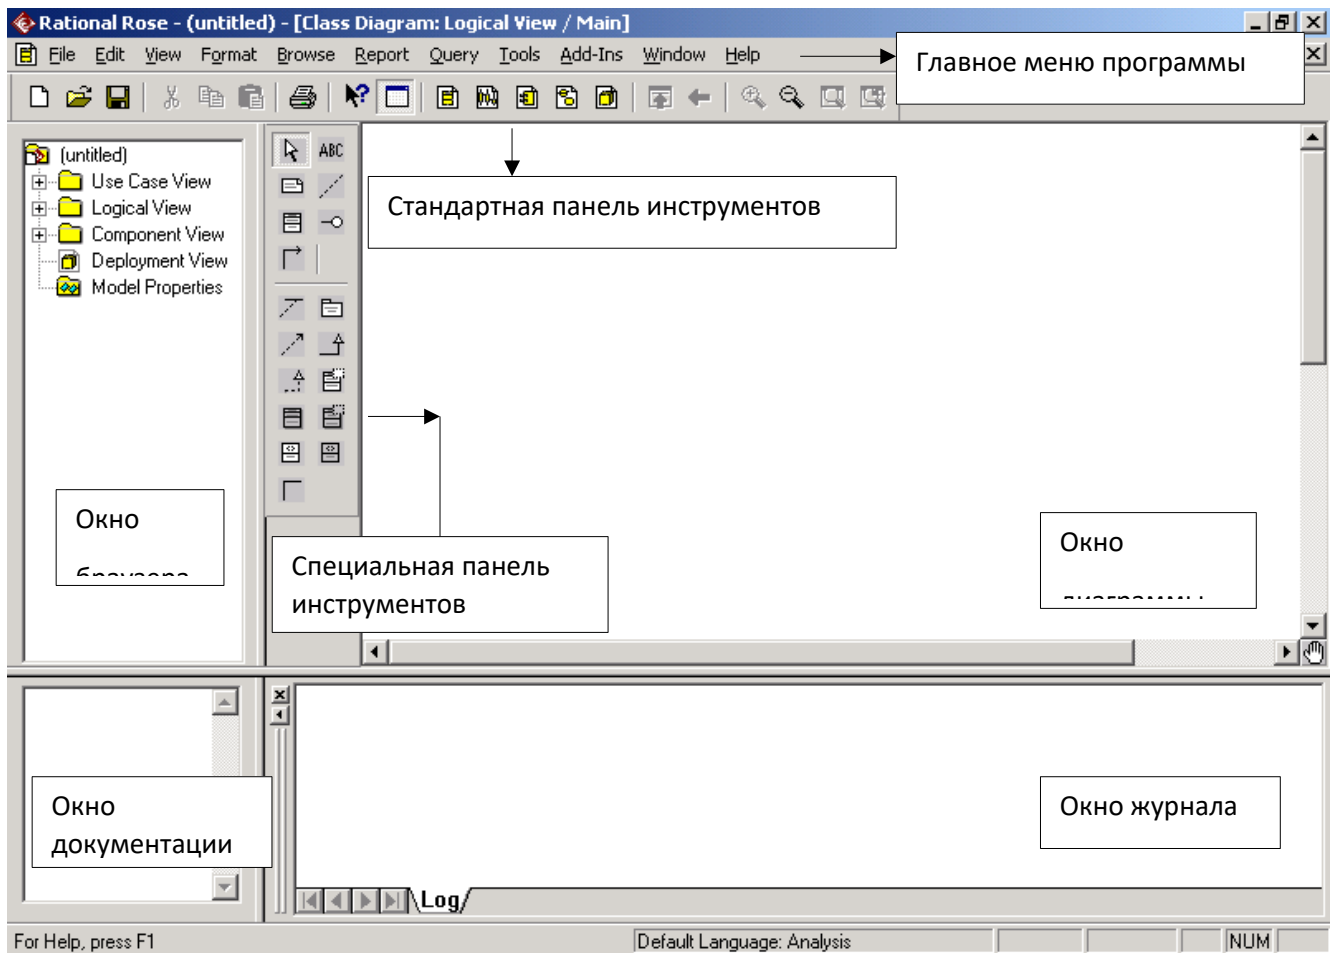 Rational Rose - (untitled) - [Class Diagram: Logical View / Main]
File Edit View Format Browse Report Query Tools Add-Ins Window Help
Главное меню программы
(untitled)
Use Case View
Logical View
Component View
Deployment View
Model Properties
ABC
Стандартная панель инструментов
Окно
браузера
Специальная панель
инструментов
Окно
диаграммы
Окно
документации
Окно журнала
Log
For Help, press F1
Default Language: Analysis
NUM